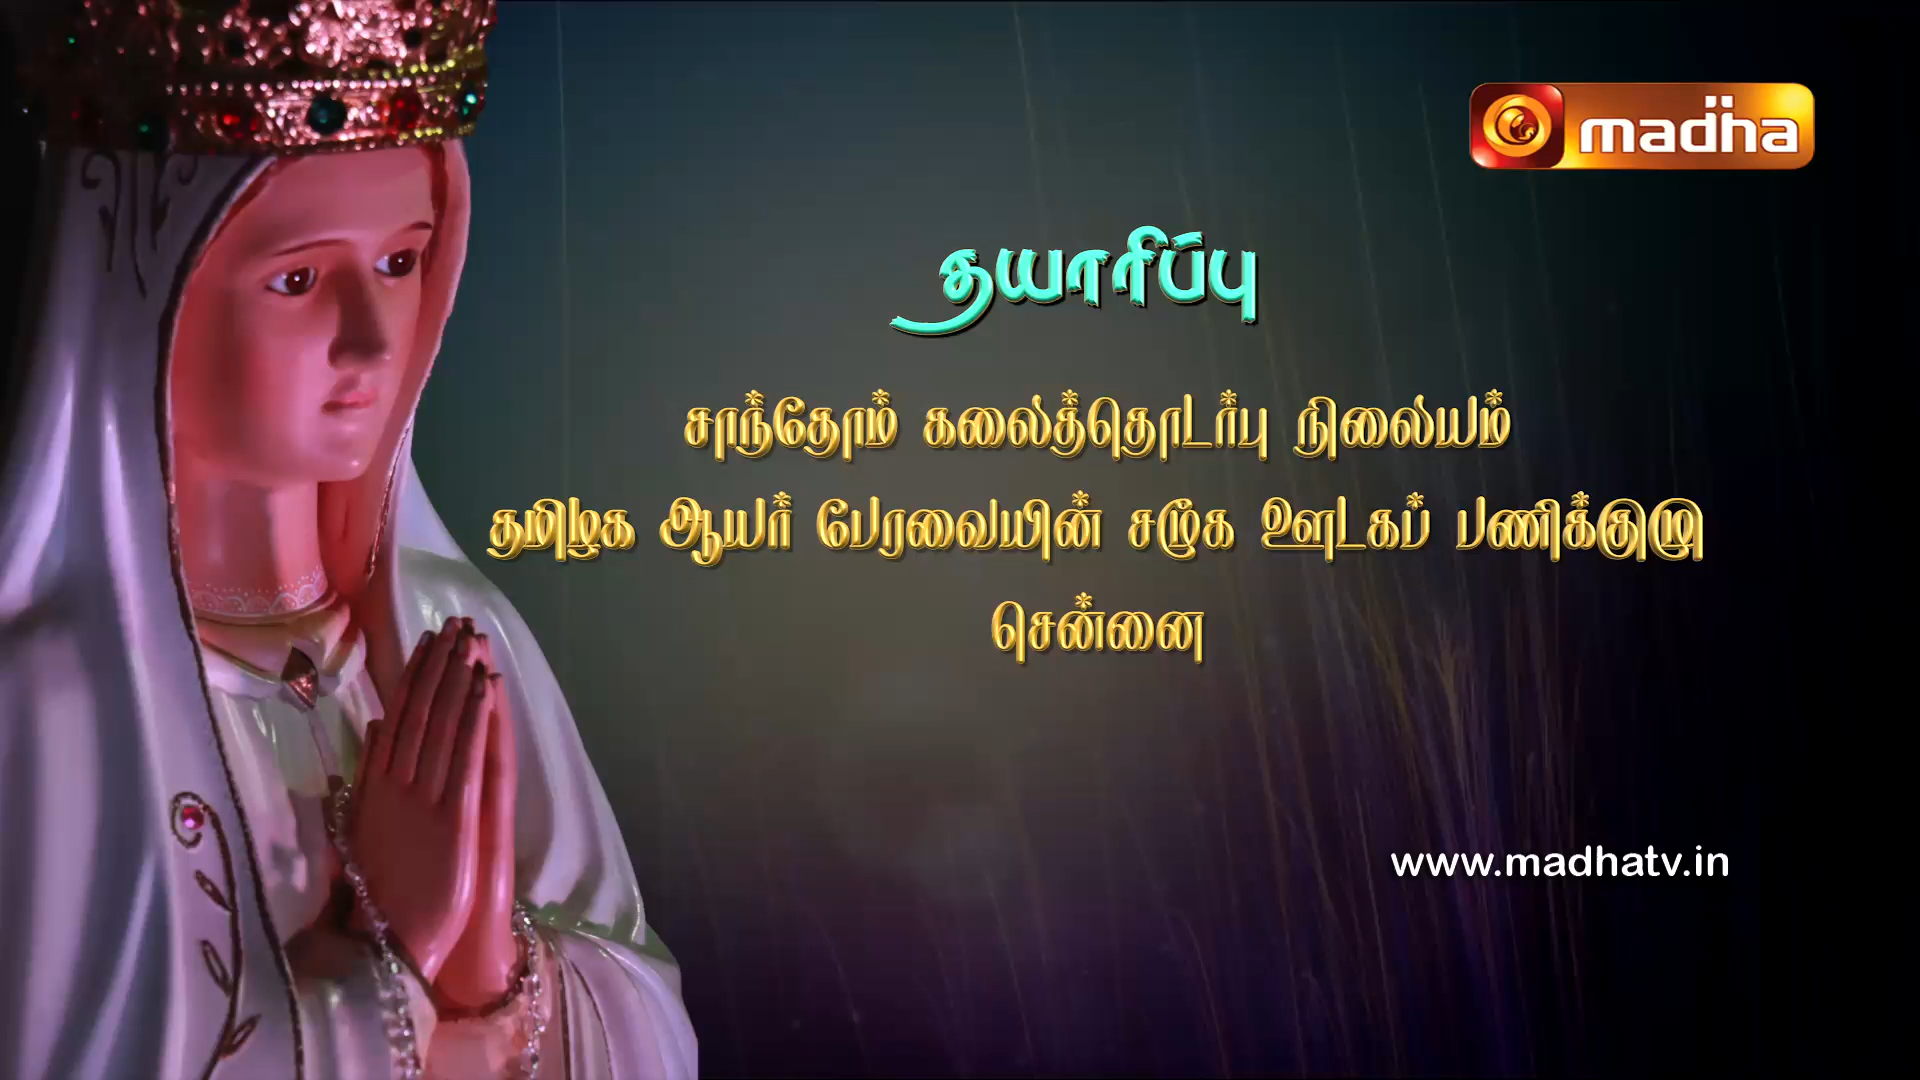 madha
தயாரிப்பு
சாந்தோம் கலைத்தொடர்பு நிலையம்
தமிழக ஆயர் பேரவையின் சமூக ஊடகப் பணிக்குழு
சென்னை
www.madhatv.in